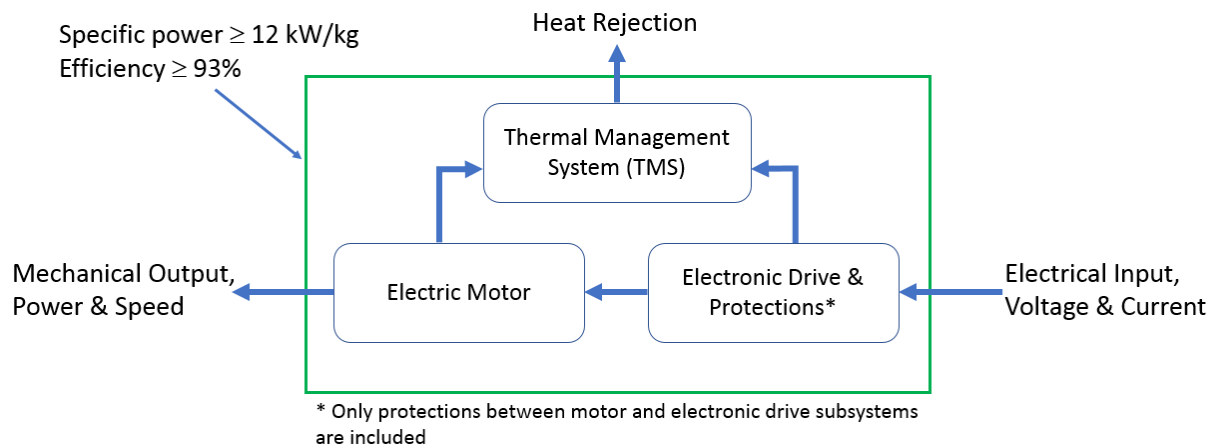 Specific power ≥ 12 kW/kg
Efficiency ≥ 93%
Heat Rejection
Thermal Management
System (TMS)
Mechanical Output,
Power & Speed
Electric Motor
Electronic Drive &
Protections*
Electrical Input,
Voltage & Current
* Only protections between motor and electronic drive subsystems
are included